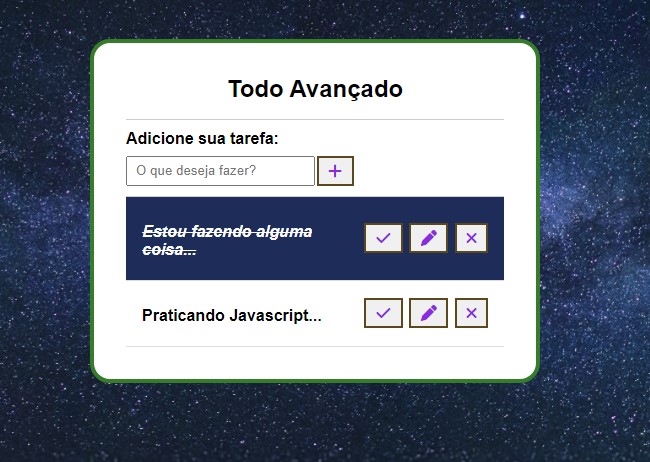 Todo Avançado
Adicione sua tarefa:
O que deseja fazer?
Estou fazendo alguma
coisa...
Praticando Javascript...